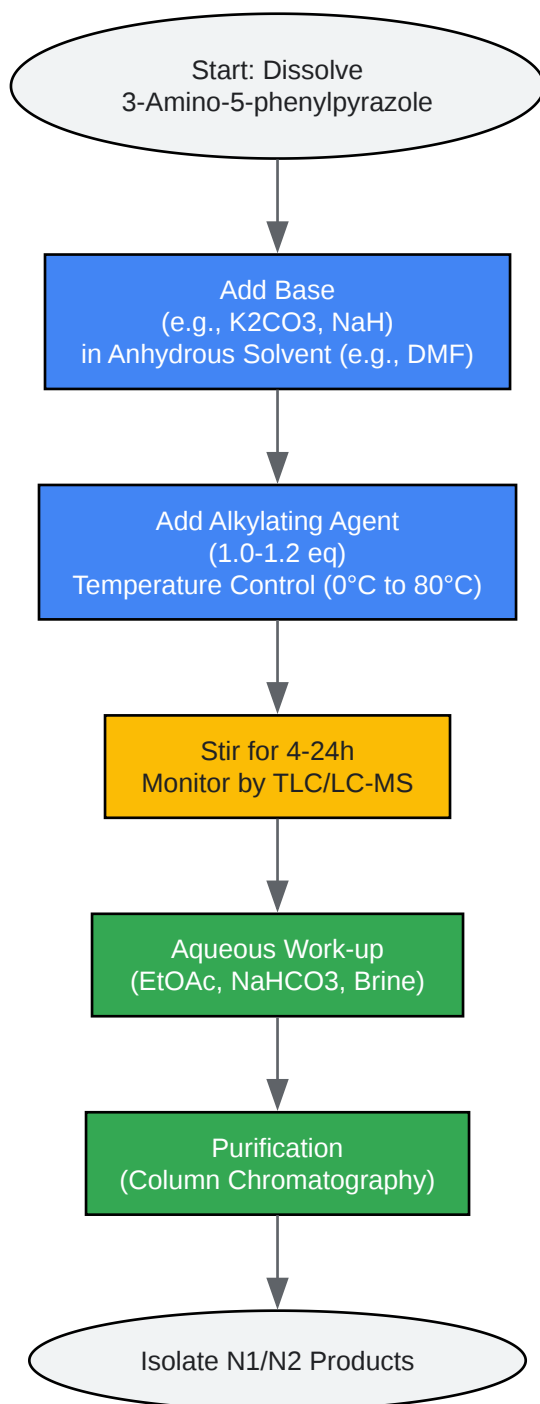 Start: Dissolve
3-Amino-5-phenylpyrazole
Add Base
(e.g., K2CO3, NaH)
in Anhydrous Solvent (e.g., DMF)
Add Alkylating Agent
(1.0-1.2 eq)
Temperature Control (0°C to 80°C)
Stir for 4-24h
Monitor by TLC/LC-MS
Aqueous Work-up
(EtOAc, NaHCO3, Brine)
Purification
(Column Chromatography)
Isolate N1/N2 Products